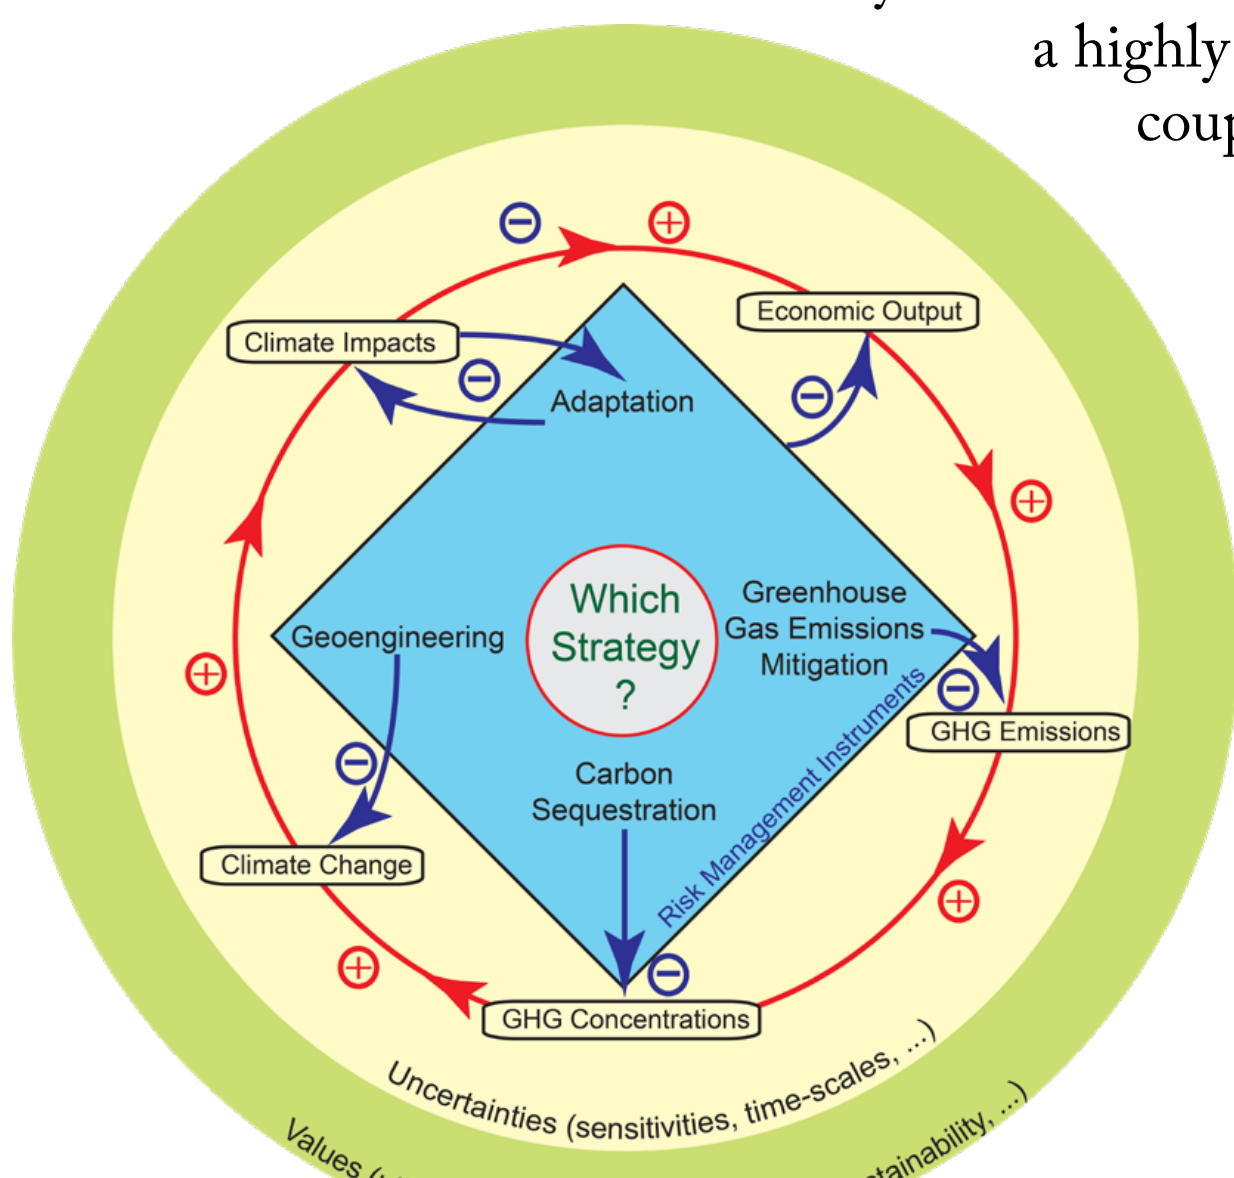 a highly
Economic Output
Climate Impacts
Adaptation
Which
Strategy
?
Greenhouse
Gas Emissions
Mitigation
Geoengineering
GHG Emissions
Carbon
Sequestration
Risk Management Instruments
Climate Change
GHG Concentrations
Uncertainties (sensitivities, time-scales, ...)
Values (
...)